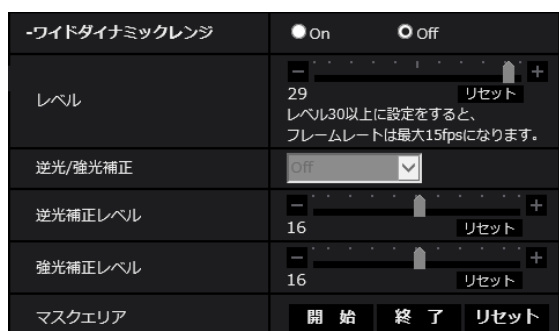 -ワイドダイナミックレンジ On Off
レベル
- +
29 リセット
レベル30以上に設定をすると、
フレームレートは最大15fpsになります。
逆光/強光補正 Off
逆光補正レベル
- +
16 リセット
強光補正レベル
- +
16 リセット
マスクエリア 開 始 終 了 リセット